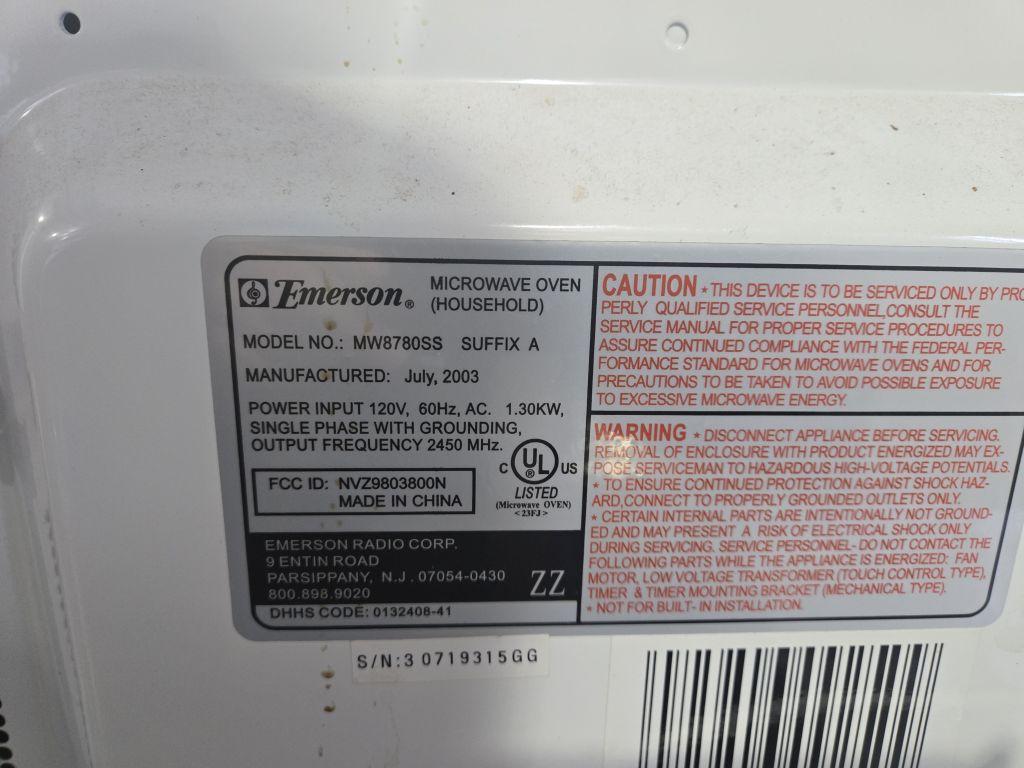 Emerson®
MICROWAVE OVEN
(HOUSEHOLD)
MODEL NO.: MW8780SS SUFFIX A
MANUFACTURED: July, 2003
POWER INPUT 120V, 60Hz, AC. 1.30KW,
SINGLE PHASE WITH GROUNDING,
OUTPUT FREQUENCY 2450 MHz.
FCC ID: NVZ9803800N
MADE IN CHINA
C UL US
LISTED
(Microwave OVEN)
<23FJ>
EMERSON RADIO CORP.
9 ENTIN ROAD
PARSIPPANY, N.J. 07054-0430
800.898.9020
ZZ
DHHS CODE: 0132408-41
CAUTION * THIS DEVICE IS TO BE SERVICED ONLY BY PRO
PERLY QUALIFIED SERVICE PERSONNEL,CONSULT THE
SERVICE MANUAL FOR PROPER SERVICE PROCEDURES TO
ASSURE CONTINUED COMPLIANCE WITH THE FEDERAL PER-
FORMANCE STANDARD FOR MICROWAVE OVENS AND FOR
PRECAUTIONS TO BE TAKEN TO AVOID POSSIBLE EXPOSURE
TO EXCESSIVE MICROWAVE ENERGY.
WARNING * DISCONNECT APPLIANCE BEFORE SERVICING.
REMOVAL OF ENCLOSURE WITH PRODUCT ENERGIZED MAY EX-
POSE SERVICEMAN TO HAZARDOUS HIGH-VOLTAGE POTENTIALS.
* TO ENSURE CONTINUED PROTECTION AGAINST SHOCK HAZ-
ARD,CONNECT TO PROPERLY GROUNDED OUTLETS ONLY.
* CERTAIN INTERNAL PARTS ARE INTENTIONALLY NOT GROUND-
ED AND MAY PRESENT A RISK OF ELECTRICAL SHOCK ONLY
DURING SERVICING. SERVICE PERSONNEL-DO NOT CONTACT THE
FOLLOWING PARTS WHILE THE APPLIANCE IS ENERGIZED: FAN
MOTOR, LOW VOLTAGE TRANSFORMER (TOUCH CONTROL TYPE),
TIMER & TIMER MOUNTING BRACKET (MECHANICAL TYPE).
* NOT FOR BUILT- IN INSTALLATION.
S/N:3 0719315GG